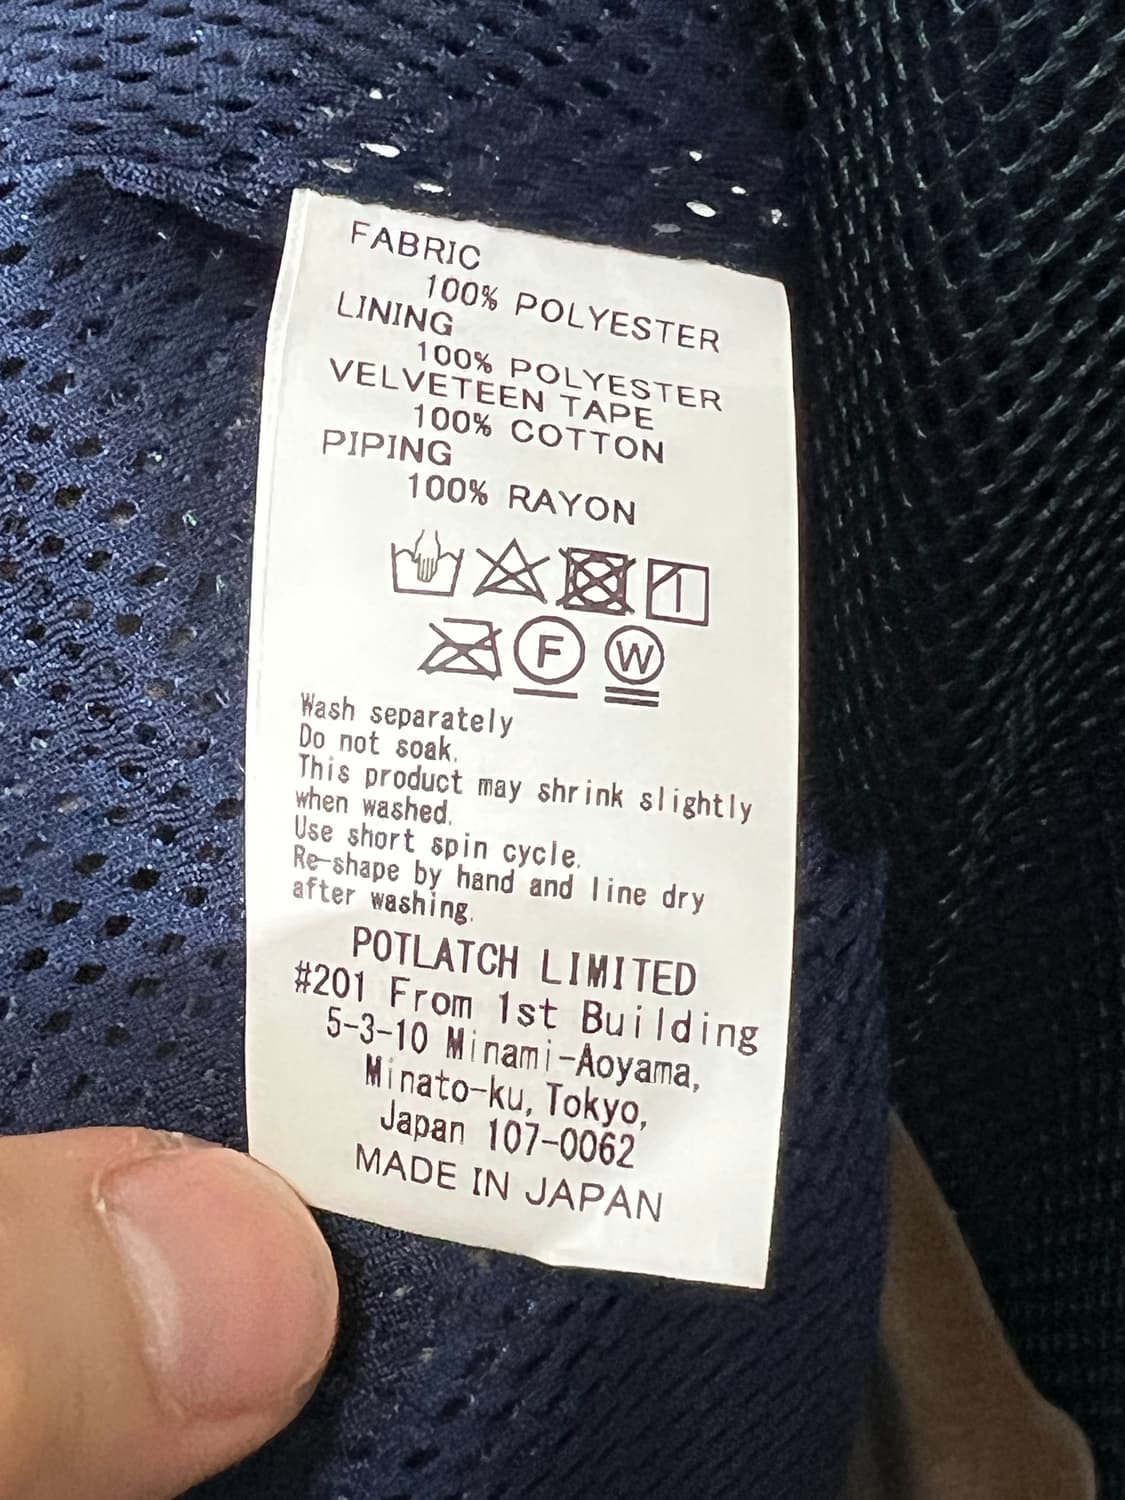 FABRIC
100% POLYESTER
LINING
100% POLYESTER
VELVETEEN TAPE
100% COTTON
PIPING
100% RAYON
F W
Wash separately
Do not soak.
This product may shrink slightly
when washed.
Use short spin cycle.
Re-shape by hand and line dry
after washing.
POTLATCH LIMITED
#201 From 1st Building
5-3-10 Minami-Aoyama,
Minato-ku, Tokyo,
Japan 107-0062
MADE IN JAPAN